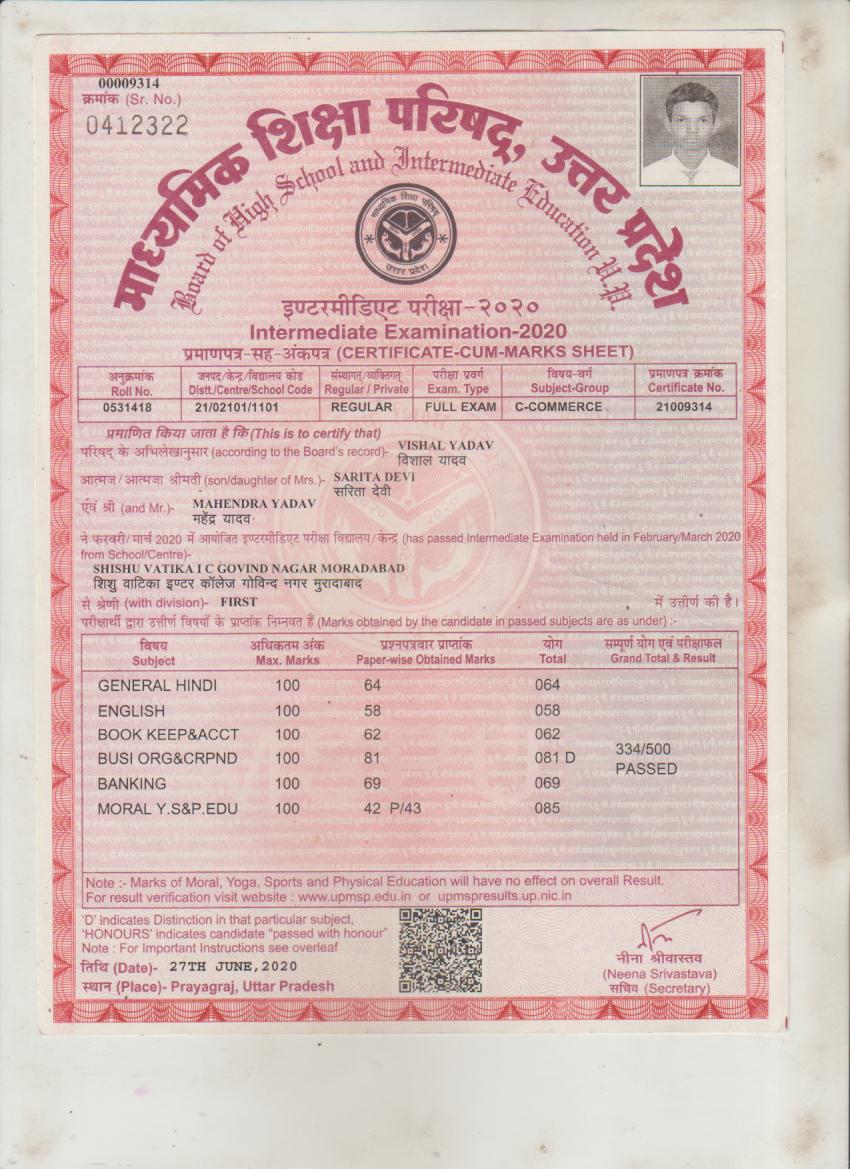 00009314
क्रमांक (Sr. No.)
0412322
माध्यमिक शिक्षा परिषद्, उत्तर प्रदेश
Board of High School and Intermediate Education U.P.
माध्यमिक शिक्षा परिषद
उत्तर प्रदेश
इण्टरमीडिएट परीक्षा-२०२०
Intermediate Examination-2020
प्रमाणपत्र-सह-अंकपत्र (CERTIFICATE-CUM-MARKS SHEET)
अनुक्रमांक जनपद/केन्द्र/विद्यालय कोड संस्थागत/व्यक्तिगत परीक्षा प्रवर्ग विषय-वर्ग प्रमाणपत्र क्रमांक
Roll No. Distt./Centre/School Code Regular / Private Exam. Type Subject-Group Certificate No.
0531418 21/02101/1101 REGULAR FULL EXAM C-COMMERCE 21009314
प्रमाणित किया जाता है कि (This is to certify that)
परिषद् के अभिलेखानुसार (according to the Board's record)- VISHAL YADAV
विशाल यादव
आत्मज/आत्मजा श्रीमती (son/daughter of Mrs.)- SARITA DEVI
सरिता देवी
एवं श्री (and Mr.)- MAHENDRA YADAV
महेंद्र यादव
ने फरवरी/मार्च 2020 में आयोजित इण्टरमीडिएट परीक्षा विद्यालय/केन्द्र (has passed Intermediate Examination held in February/March 2020
from School/Centre)-
SHISHU VATIKA I C GOVIND NAGAR MORADABAD
शिशु वाटिका इण्टर कॉलेज गोविन्द नगर मुरादाबाद
से श्रेणी (with division)- FIRST में उत्तीर्ण की है।
परीक्षार्थी द्वारा उत्तीर्ण विषयों के प्राप्तांक निम्नवत हैं (Marks obtained by the candidate in passed subjects are as under) :-
विषय अधिकतम अंक प्रश्नपत्रवार प्राप्तांक योग सम्पूर्ण योग एवं परीक्षाफल
Subject Max. Marks Paper-wise Obtained Marks Total Grand Total & Result
GENERAL HINDI 100 64 064
ENGLISH 100 58 058
BOOK KEEP&ACCT 100 62 062
BUSI ORG&CRPND 100 81 081 D
334/500
PASSED
BANKING 100 69 069
MORAL Y.S&P.EDU 100 42 P/43 085
Note :- Marks of Moral, Yoga, Sports and Physical Education will have no effect on overall Result.
For result verification visit website : www.upmsp.edu.in or upmspresults.up.nic.in
'D' indicates Distinction in that particular subject,
'HONOURS' indicates candidate "passed with honour"
Note : For Important Instructions see overleaf
तिथि (Date)- 27TH JUNE,2020
स्थान (Place)- Prayagraj, Uttar Pradesh
नीना श्रीवास्तव
(Neena Srivastava)
सचिव (Secretary)